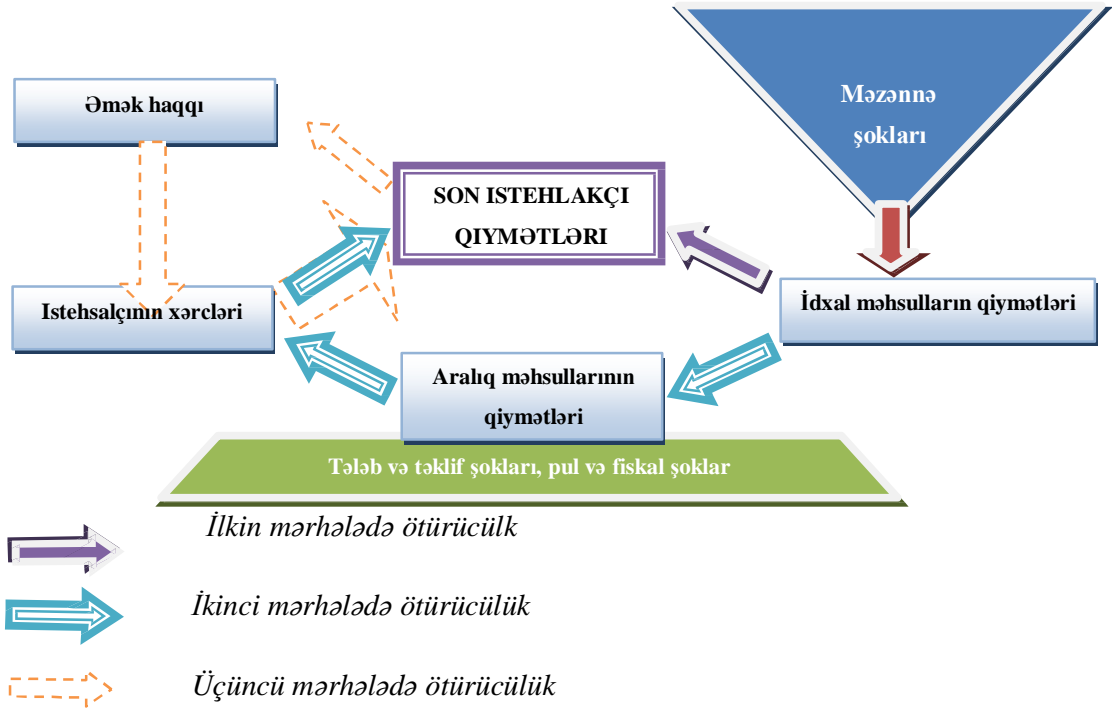 Əmək haqqı
Məzənnə
şokları
SON ISTEHLAKÇI
QIYMƏTLƏRI
Istehsalçının xərcləri
İdxal məhsulların qiymətləri
Aralıq məhsullarının
qiymətləri
Tələb və təklif şokları, pul və fiskal şoklar
İlkin mərhələdə ötürücülk
İkinci mərhələdə ötürücülük
Üçüncü mərhələdə ötürücülük